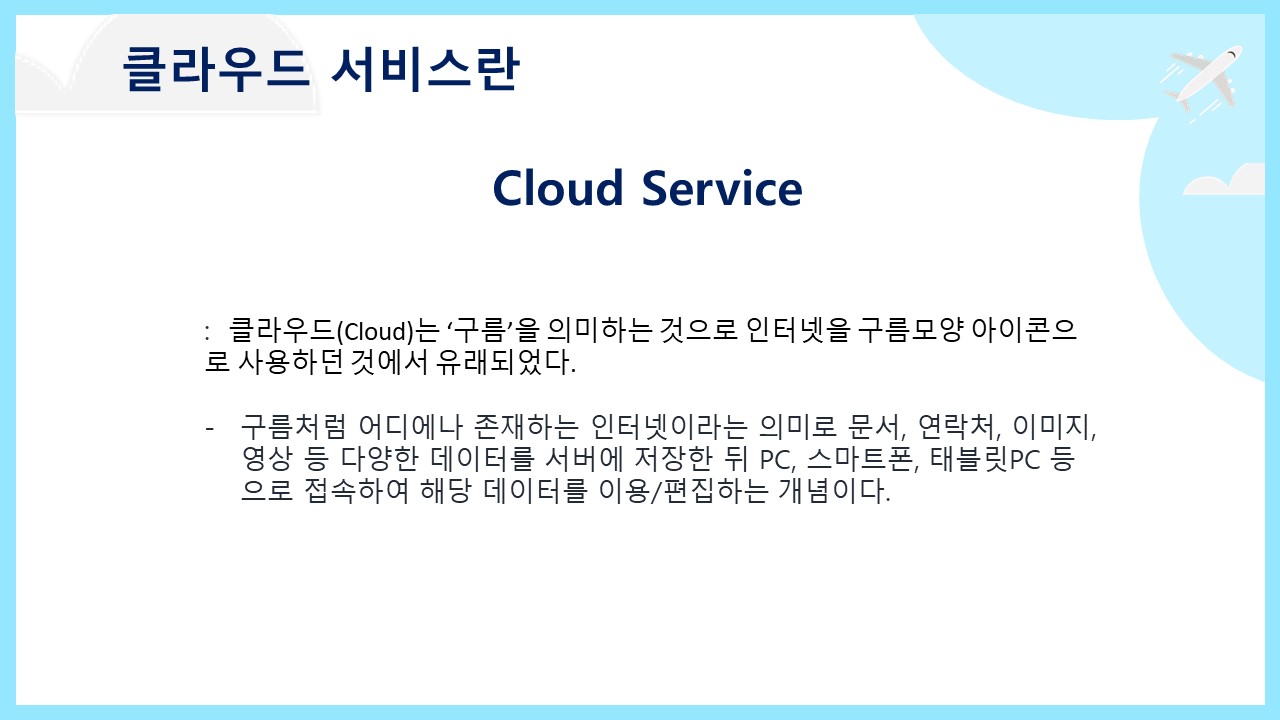 클라우드 서비스란
Cloud Service
: 클라우드(Cloud)는 ‘구름’을 의미하는 것으로 인터넷을 구름모양 아이콘으
로 사용하던 것에서 유래되었다.
- 구름처럼 어디에나 존재하는 인터넷이라는 의미로 문서, 연락처, 이미지,
영상 등 다양한 데이터를 서버에 저장한 뒤 PC, 스마트폰, 태블릿PC 등
으로 접속하여 해당 데이터를 이용/편집하는 개념이다.